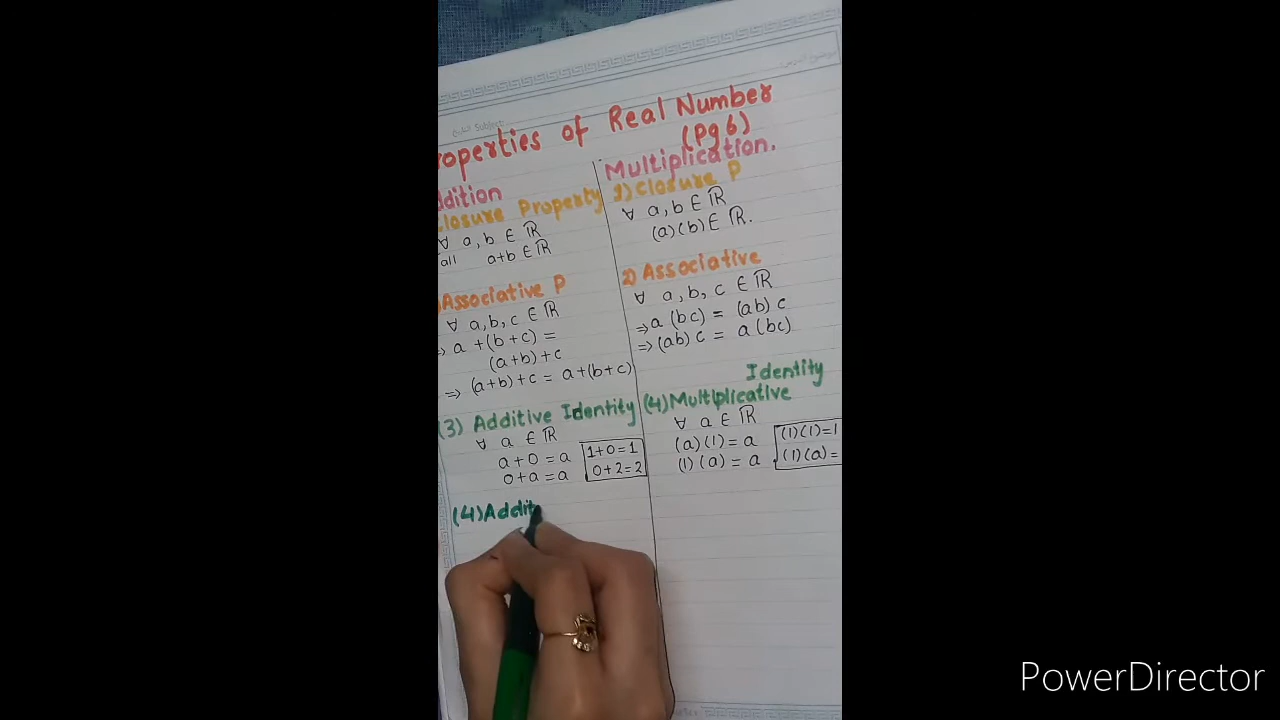 Subject:
roperties of Real Number
(Pg 6)
ddition
losure Property
∀ a, b ∈ ℝ
all a+b ∈ ℝ
Associative P
∀ a, b, c ∈ ℝ
⇒ a + (b + c) =
(a+b) + c
⇒ (a+b) + c = a+(b+c)
(3) Additive Identity
∀ a ∈ ℝ
a + 0 = a
0 + a = a
1+0=1
0+2=2
(4) Addit
Multiplication.
1) Closure P
∀ a, b ∈ ℝ
(a) (b) ∈ ℝ.
2) Associative
∀ a, b, c ∈ ℝ
⇒ a (bc) = (ab) c
⇒ (ab) c = a (bc)
Identity
(4) Multiplicative
∀ a ∈ ℝ
(a) (1) = a
(1) (a) = a
(1) (1) = 1
(1) (a) =
PowerDirector